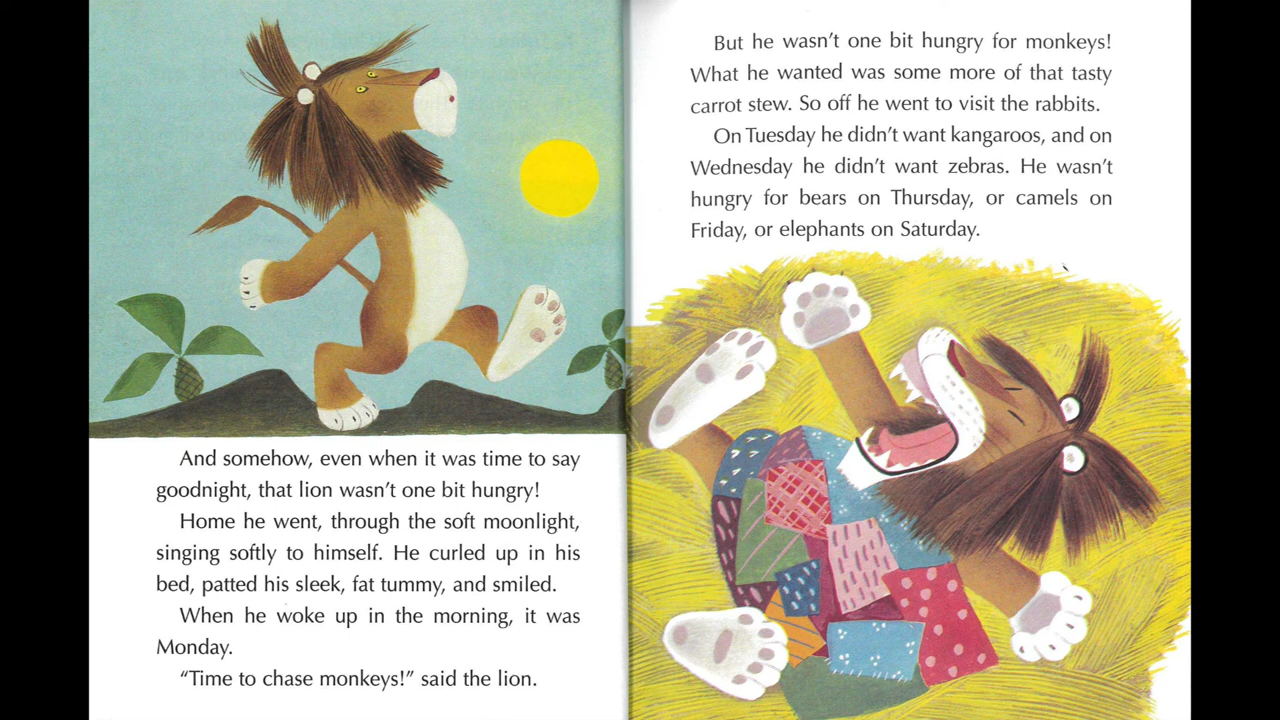 And somehow, even when it was time to say
goodnight, that lion wasn’t one bit hungry!
Home he went, through the soft moonlight,
singing softly to himself. He curled up in his
bed, patted his sleek, fat tummy, and smiled.
When he woke up in the morning, it was
Monday.
“Time to chase monkeys!” said the lion.
But he wasn’t one bit hungry for monkeys!
What he wanted was some more of that tasty
carrot stew. So off he went to visit the rabbits.
On Tuesday he didn’t want kangaroos, and on
Wednesday he didn’t want zebras. He wasn’t
hungry for bears on Thursday, or camels on
Friday, or elephants on Saturday.